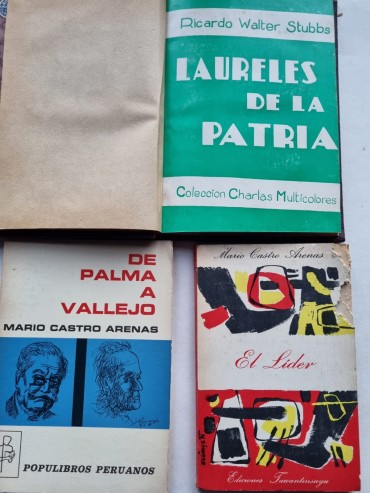 Ricardo Walter Stubbs
LAURELES
DE LA
PATRIA
Colección Charlas Multicolores
DE
PALMA
A
VALLEJO
MARIO CASTRO ARENAS
POPULIBROS PERUANOS
Mario Castro Arenas
El Líder
Ediciones Tawantinsuyu